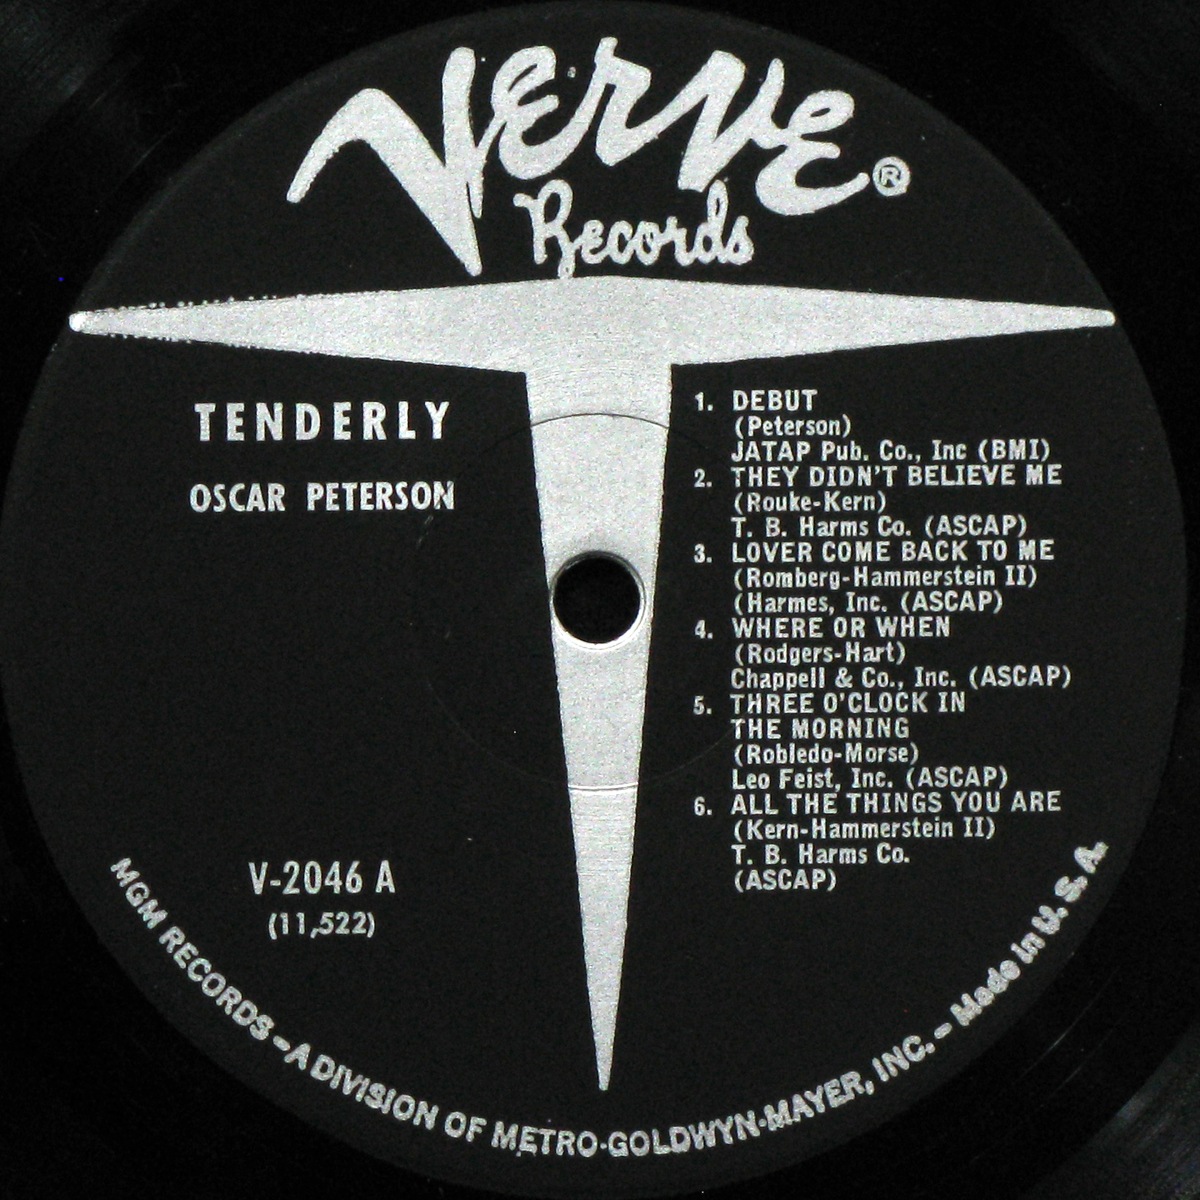 Verve®
Records
TENDERLY
OSCAR PETERSON
1. DEBUT
(Peterson)
JATAP Pub. Co., Inc (BMI)
2. THEY DIDN'T BELIEVE ME
(Rouke-Kern)
T. B. Harms Co. (ASCAP)
3. LOVER COME BACK TO ME
(Romberg-Hammerstein II)
(Harmes, Inc. (ASCAP)
4. WHERE OR WHEN
(Rodgers-Hart)
Chappell & Co., Inc. (ASCAP)
5. THREE O'CLOCK IN
THE MORNING
(Robledo-Morse)
Leo Feist, Inc. (ASCAP)
6. ALL THE THINGS YOU ARE
(Kern-Hammerstein II)
T. B. Harms Co.
(ASCAP)
V-2046 A
(11,522)
MGM RECORDS – A DIVISION OF METRO-GOLDWYN-MAYER, INC. – Made in U. S. A.